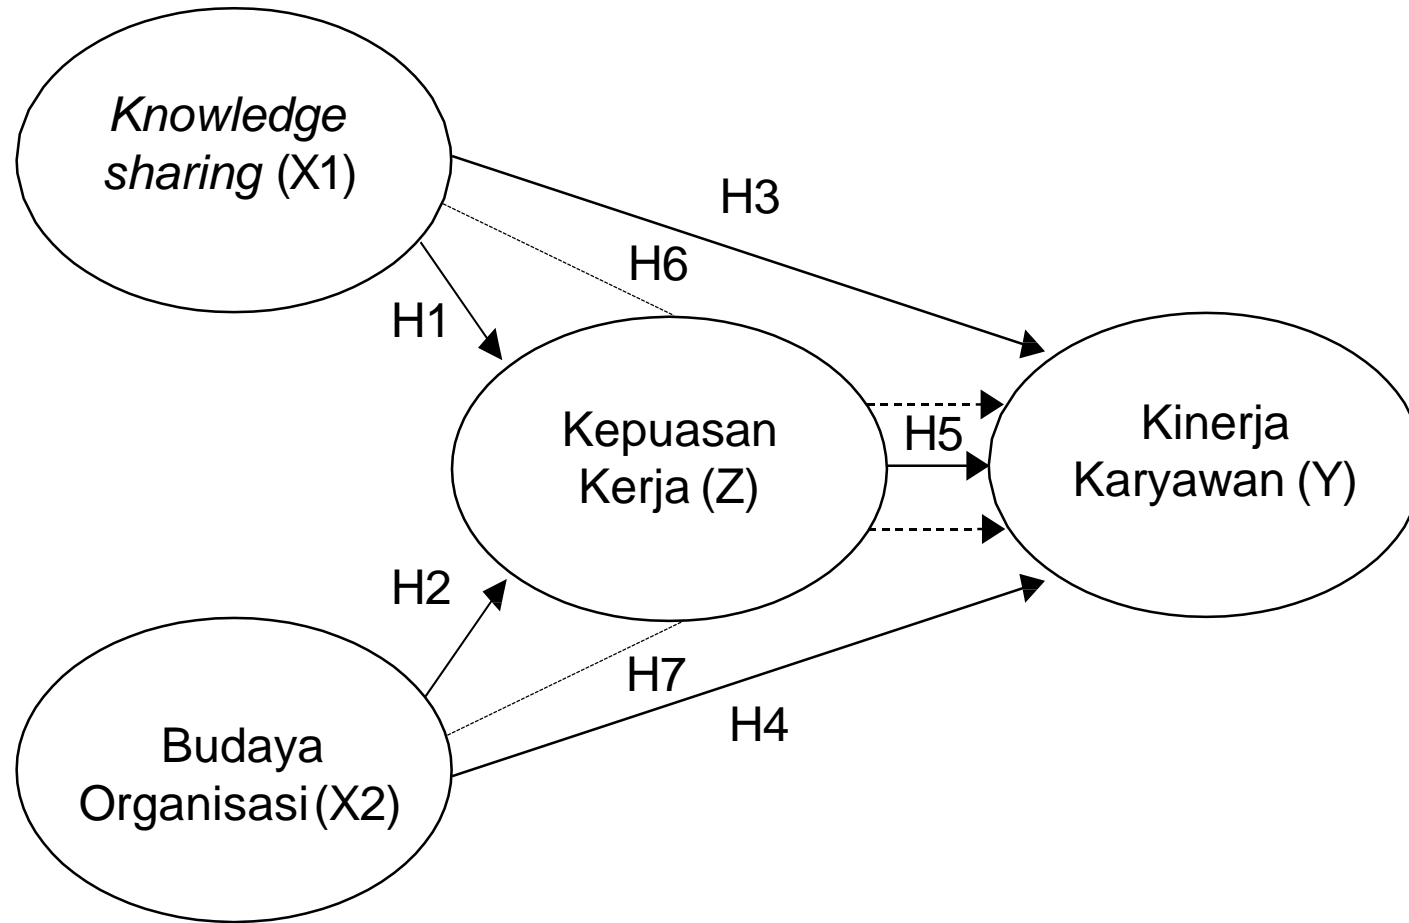 Knowledge
sharing (X1)
H3
H6
H1
Kepuasan
Kerja (Z)
H5
Kinerja
Karyawan (Y)
H2
H7
H4
Budaya
Organisasi (X2)